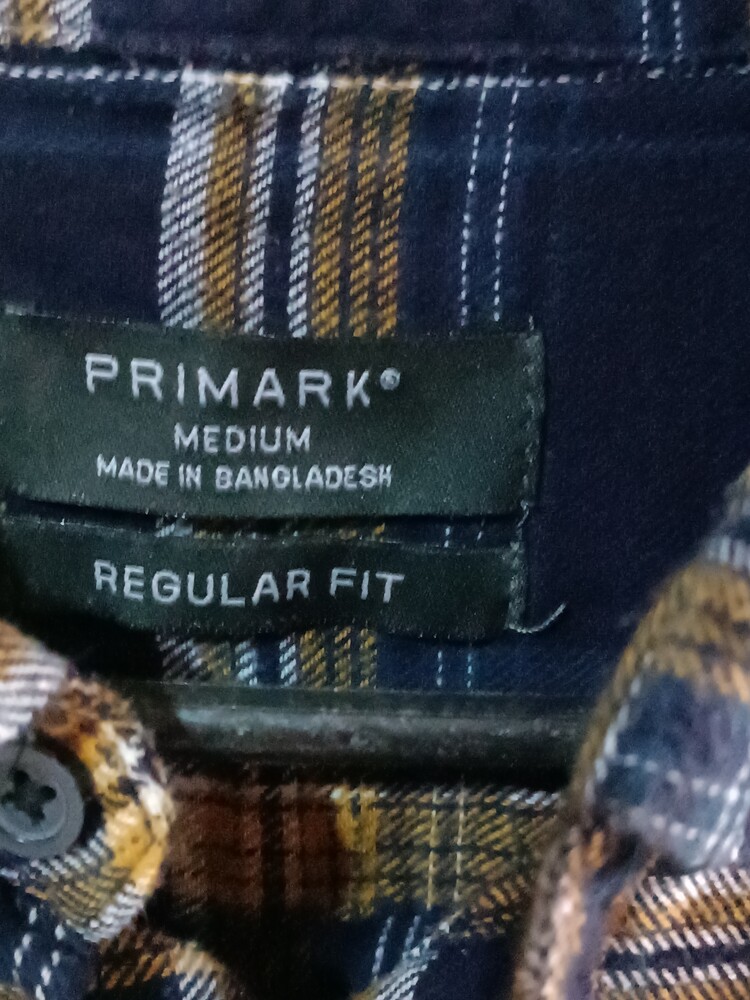 PRIMARK®
MEDIUM
MADE IN BANGLADESH
REGULAR FIT